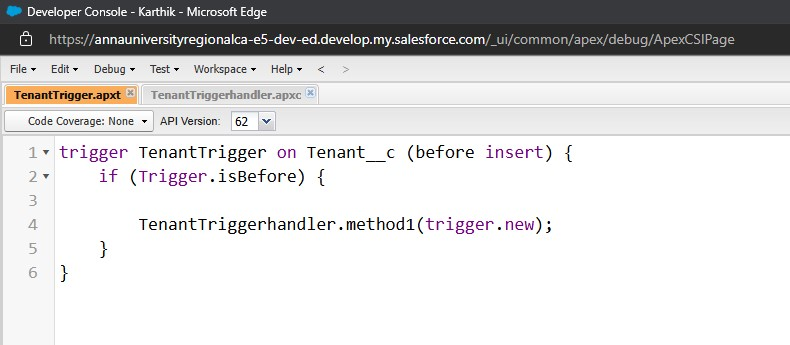 Developer Console - Karthik - Microsoft Edge
https://annauniversityregionalca-e5-dev-ed.develop.my.salesforce.com/_ui/common/apex/debug/ApexCSIPage
File Edit Debug Test Workspace Help < >
TenantTrigger.apxt TenantTriggerhandler.apxc
Code Coverage: None API Version: 62
1 trigger TenantTrigger on Tenant__c (before insert) {
2 if (Trigger.isBefore) {
3
4 TenantTriggerhandler.method1(trigger.new);
5 }
6 }